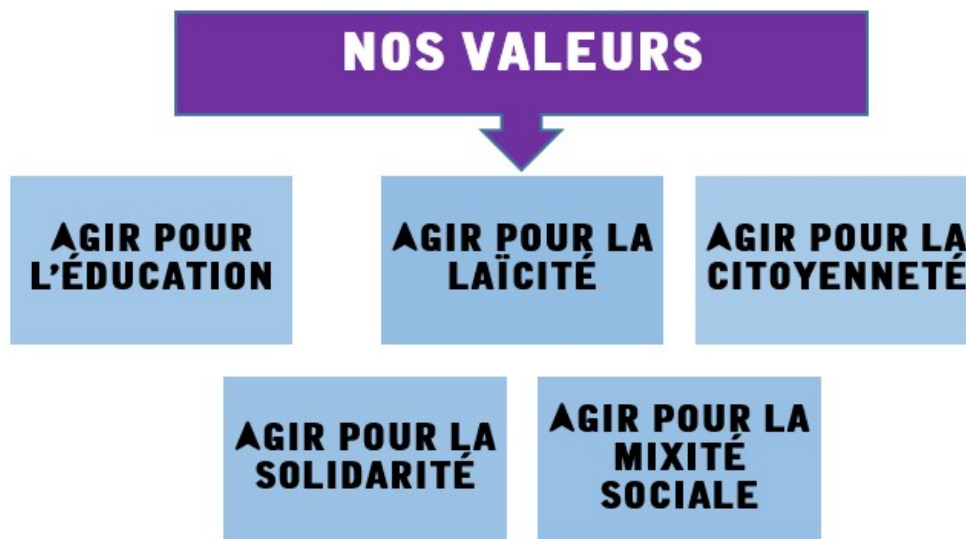 NOS VALEURS
AGIR POUR
L'ÉDUCATION
AGIR POUR LA
LAÏCITÉ
AGIR POUR LA
CITOYENNETÉ
AGIR POUR LA
SOLIDARITÉ
AGIR POUR LA
MIXITÉ
SOCIALE